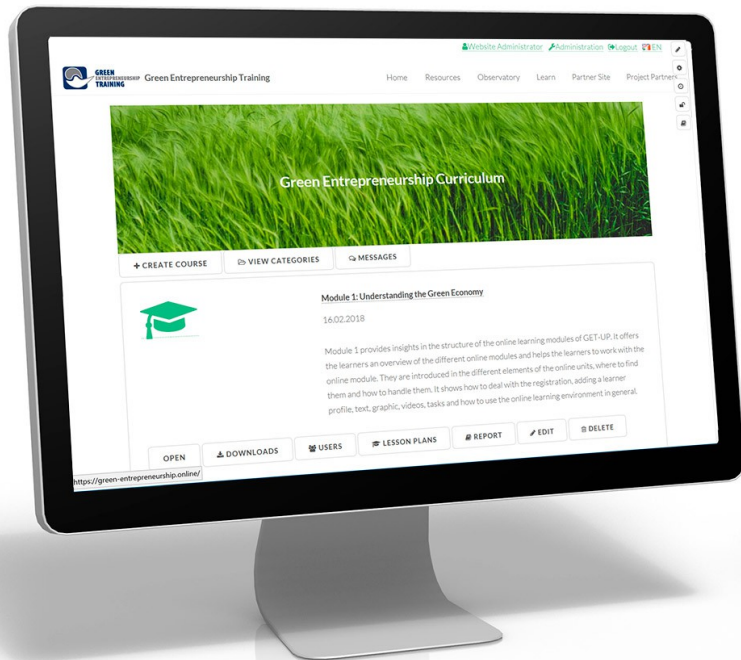 Website Administrator Administration Logout EN
GREEN
ENTREPRENEURSHIP
TRAINING
Green Entrepreneurship Training
Home Resources Observatory Learn Partner Site Project Partners
Green Entrepreneurship Curriculum
+ CREATE COURSE VIEW CATEGORIES MESSAGES
Module 1: Understanding the Green Economy
16.02.2018
Module 1 provides insights in the structure of the online learning modules of GET-UP. It offers
the learners an overview of the different online modules and helps the learners to work with the
online module. They are introduced in the different elements of the online units, where to find
them and how to handle them. It shows how to deal with the registration, adding a learner
profile, text, graphic, videos, tasks and how to use the online learning environment in general.
OPEN DOWNLOADS USERS LESSON PLANS REPORT EDIT DELETE
https://green-entrepreneurship.online/